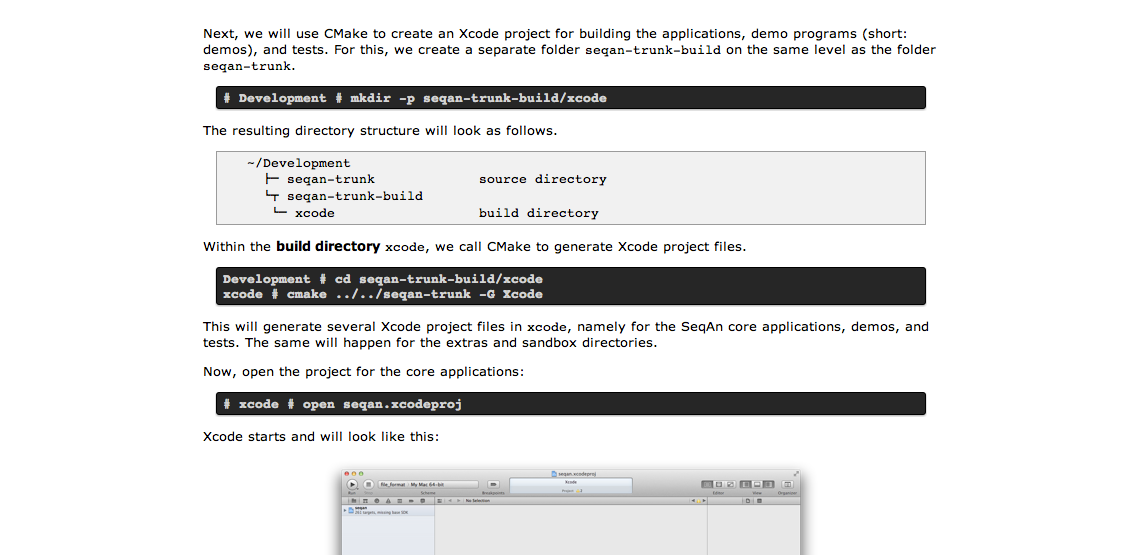 Next, we will use CMake to create an Xcode project for building the applications, demo programs (short:
demos), and tests. For this, we create a separate folder seqan-trunk-build on the same level as the folder
seqan-trunk.
# Development # mkdir -p seqan-trunk-build/xcode
The resulting directory structure will look as follows.
~/Development
├─ seqan-trunk source directory
└┬ seqan-trunk-build
└─ xcode build directory
Within the build directory xcode, we call CMake to generate Xcode project files.
Development # cd seqan-trunk-build/xcode
xcode # cmake ../../seqan-trunk -G Xcode
This will generate several Xcode project files in xcode, namely for the SeqAn core applications, demos, and
tests. The same will happen for the extras and sandbox directories.
Now, open the project for the core applications:
# xcode # open seqan.xcodeproj
Xcode starts and will look like this:
seqan.xcodeproj
file_format My Mac 64-bit
Xcode
Run
Scheme
Breakpoints
Project
Editor
View
Organizer
No Selection
seqan
targets, missing base SDK